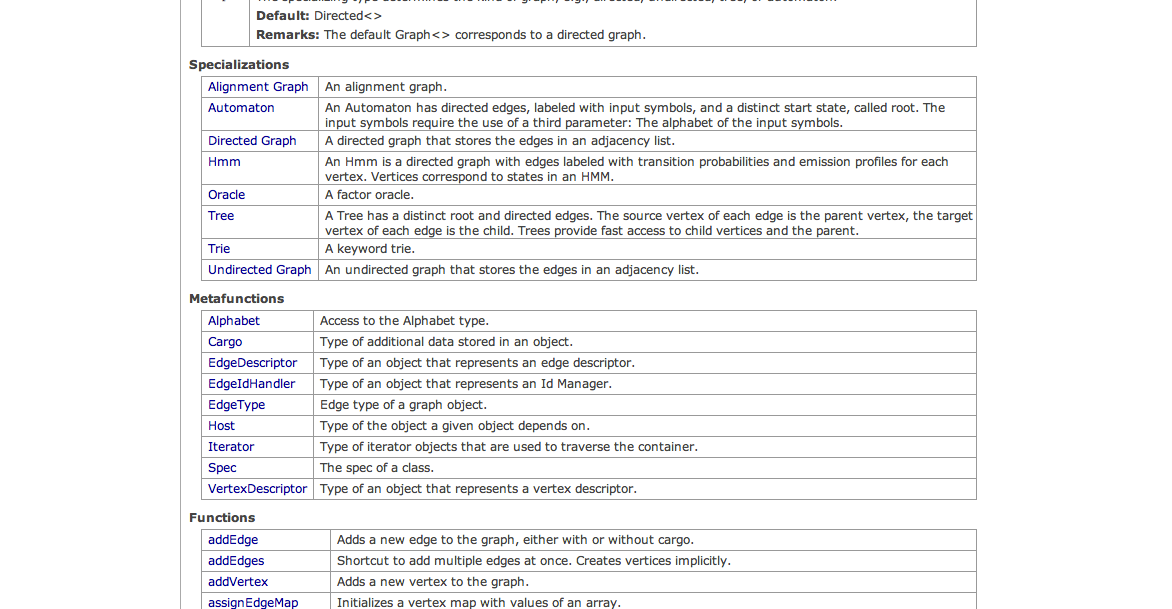 Default: Directed<>
Remarks: The default Graph<> corresponds to a directed graph.
Specializations
Alignment Graph An alignment graph.
Automaton An Automaton has directed edges, labeled with input symbols, and a distinct start state, called root. The
input symbols require the use of a third parameter: The alphabet of the input symbols.
Directed Graph A directed graph that stores the edges in an adjacency list.
Hmm An Hmm is a directed graph with edges labeled with transition probabilities and emission profiles for each
vertex. Vertices correspond to states in an HMM.
Oracle A factor oracle.
Tree A Tree has a distinct root and directed edges. The source vertex of each edge is the parent vertex, the target
vertex of each edge is the child. Trees provide fast access to child vertices and the parent.
Trie A keyword trie.
Undirected Graph An undirected graph that stores the edges in an adjacency list.
Metafunctions
Alphabet Access to the Alphabet type.
Cargo Type of additional data stored in an object.
EdgeDescriptor Type of an object that represents an edge descriptor.
EdgeIdHandler Type of an object that represents an Id Manager.
EdgeType Edge type of a graph object.
Host Type of the object a given object depends on.
Iterator Type of iterator objects that are used to traverse the container.
Spec The spec of a class.
VertexDescriptor Type of an object that represents a vertex descriptor.
Functions
addEdge Adds a new edge to the graph, either with or without cargo.
addEdges Shortcut to add multiple edges at once. Creates vertices implicitly.
addVertex Adds a new vertex to the graph.
assignEdgeMap Initializes a vertex map with values of an array.